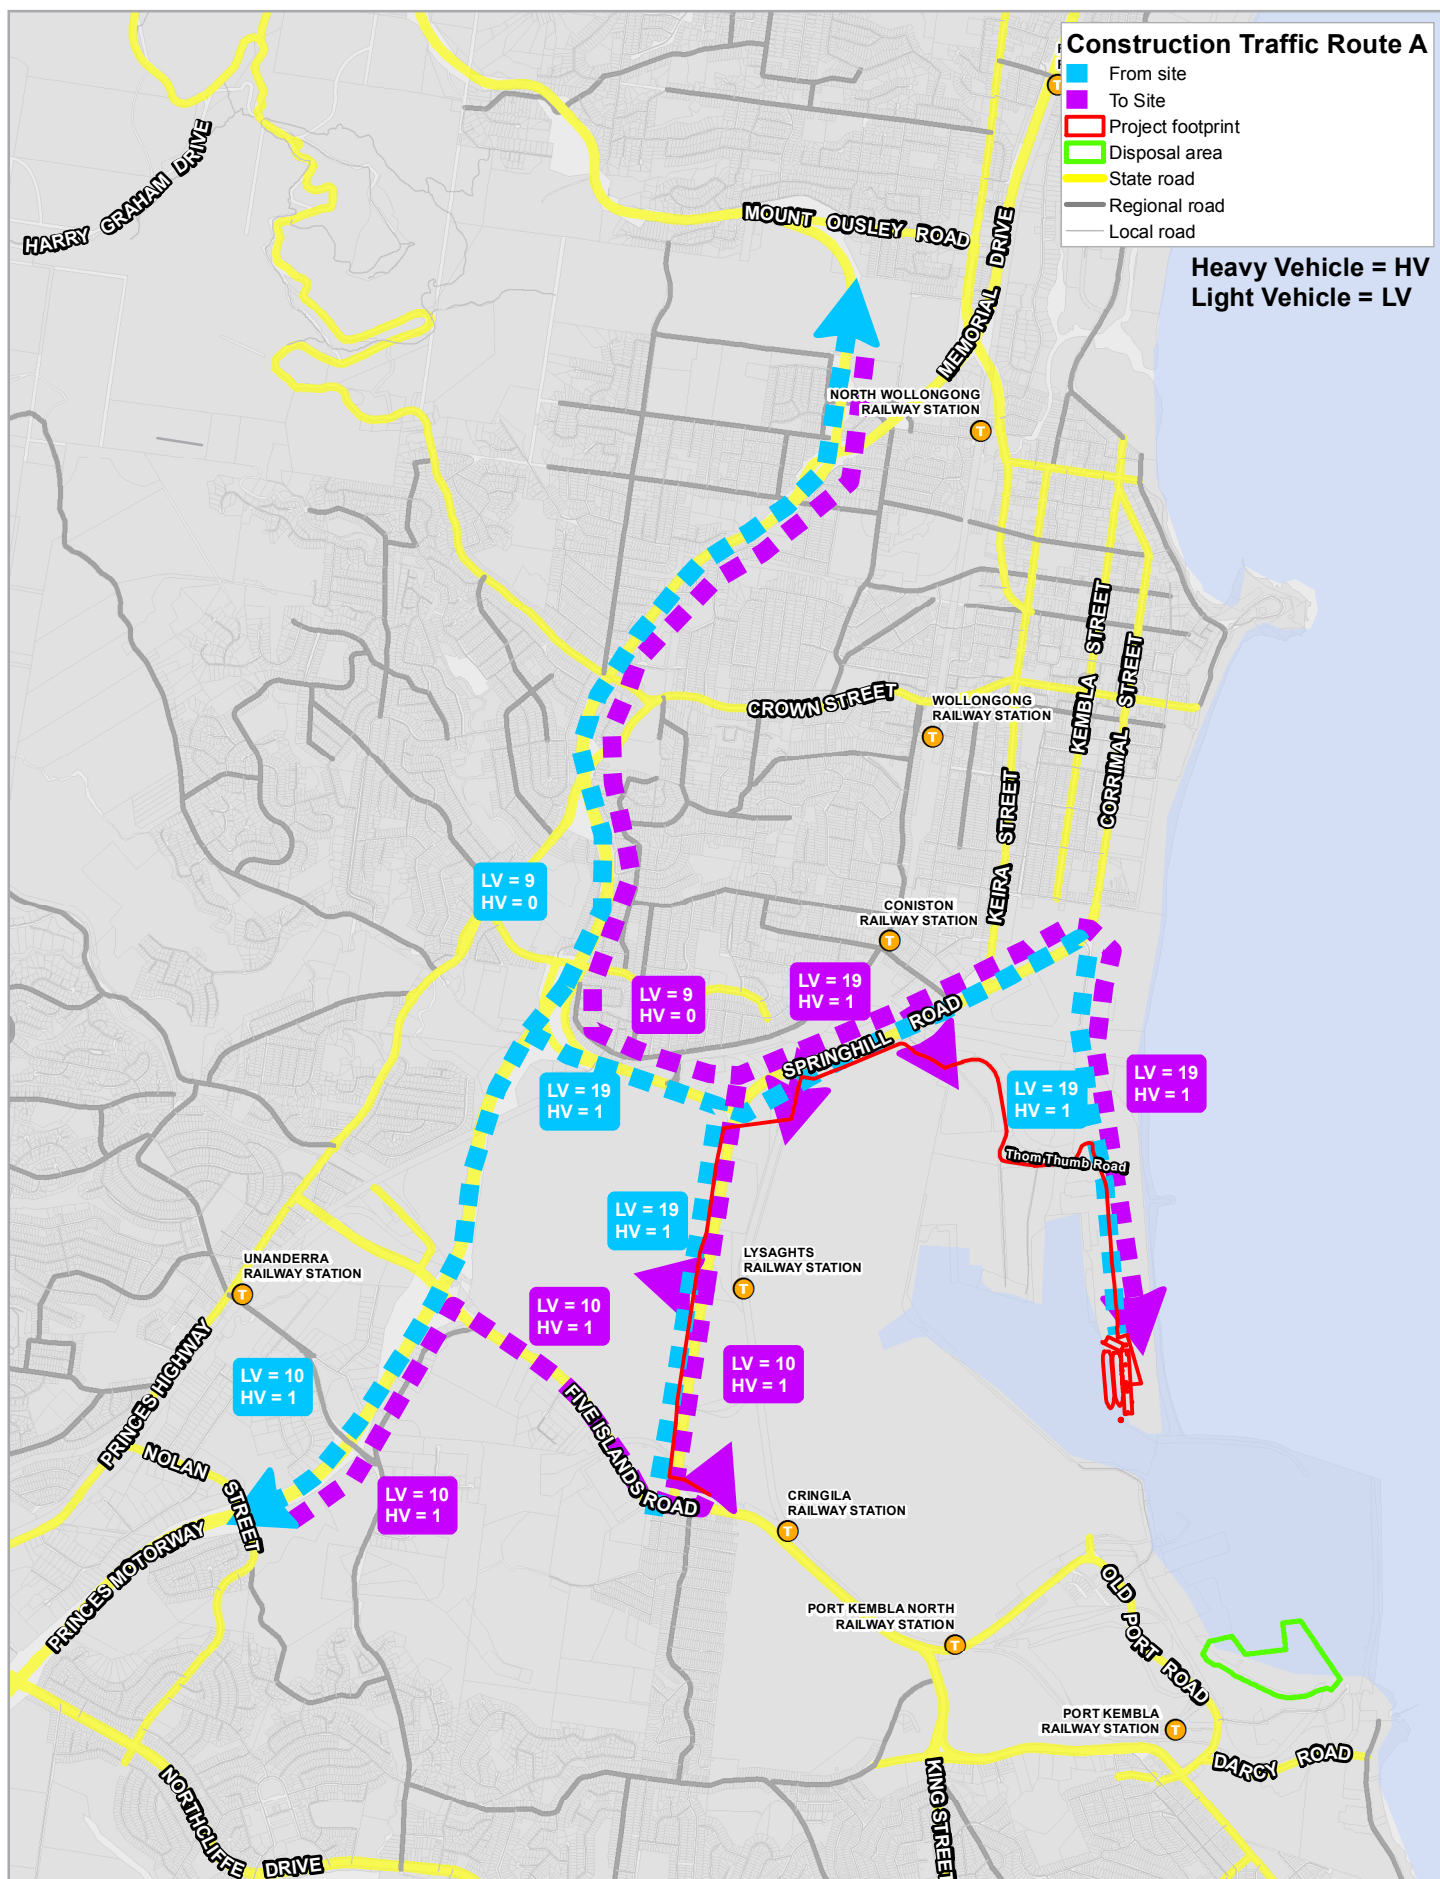 Construction Traffic Route A
From site
To Site
Project footprint
Disposal area
State road
Regional road
Local road
Heavy Vehicle = HV
Light Vehicle = LV
HARRY GRAHAM DRIVE
MOUNT OUSLEY ROAD
MEMORIAL DRIVE
T
NORTH WOLLONGONG
RAILWAY STATION
T
CROWN STREET
WOLLONGONG
RAILWAY STATION
T
KEMBLA STREET
CORRIMAL STREET
KEIRA STREET
LV = 9
HV = 0
CONISTON
RAILWAY STATION
T
LV = 9
HV = 0
LV = 19
HV = 1
SPRINGHILL ROAD
LV = 19
HV = 1
LV = 19
HV = 1
LV = 19
HV = 1
Thom Thumb Road
LV = 19
HV = 1
UNANDERRA
RAILWAY STATION
T
LYSAGHTS
RAILWAY STATION
T
LV = 10
HV = 1
LV = 10
HV = 1
LV = 10
HV = 1
PRINCES HIGHWAY
NOLAN STREET
FIVE ISLANDS ROAD
LV = 10
HV = 1
CRINGILA
RAILWAY STATION
T
PRINCES MOTORWAY
PORT KEMBLA NORTH
RAILWAY STATION
T
OLD PORT ROAD
PORT KEMBLA
RAILWAY STATION
T
DARCY ROAD
KING STREET
NORTHCLIFFE DRIVE